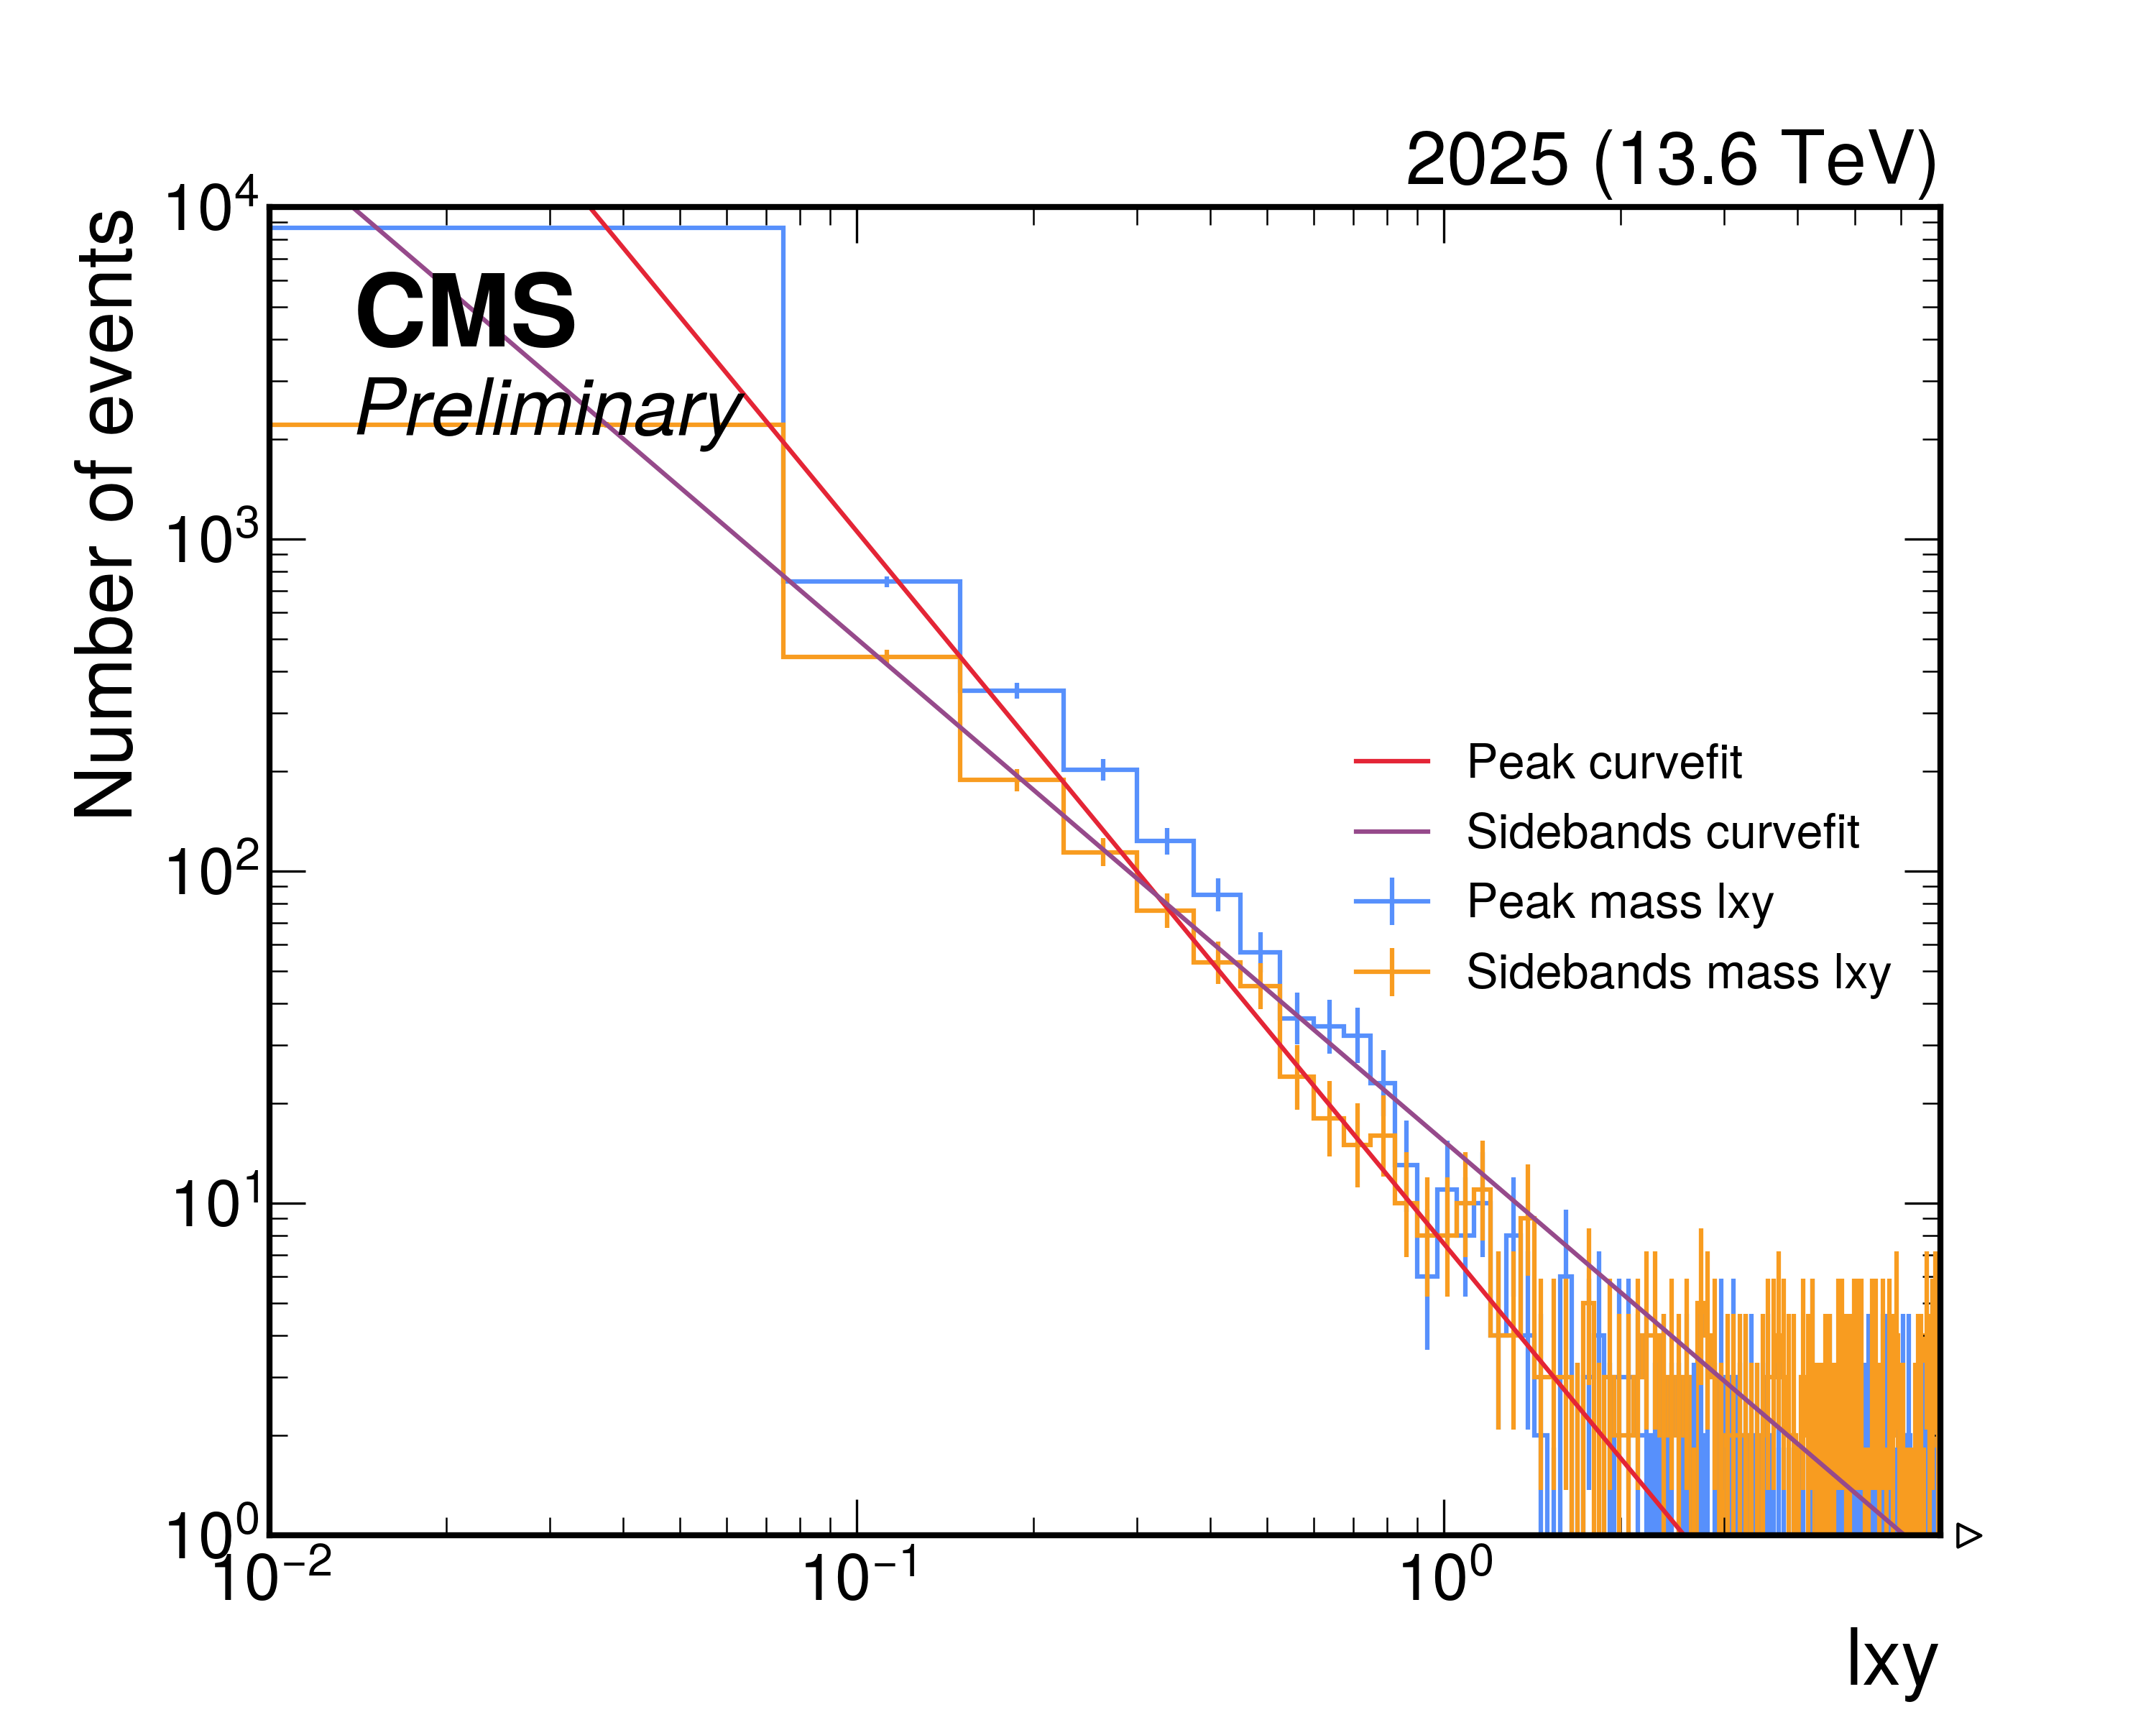 2025 (13.6 TeV)
Number of events
10⁴
10³
10²
10¹
10⁰
CMS
Preliminary
Peak curvefit
Sidebands curvefit
Peak mass lxy
Sidebands mass lxy
10⁻² 10⁻¹ 10⁰
lxy